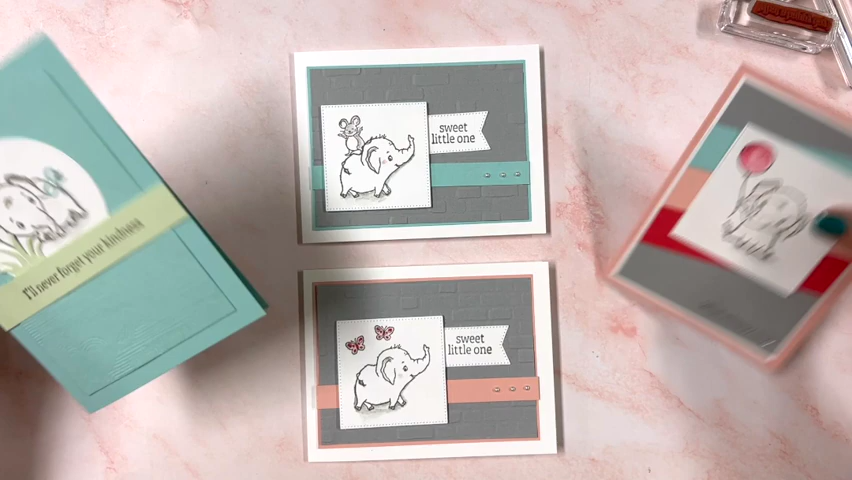 sweet
little one
I'll never forget your kindness
sweet
little one